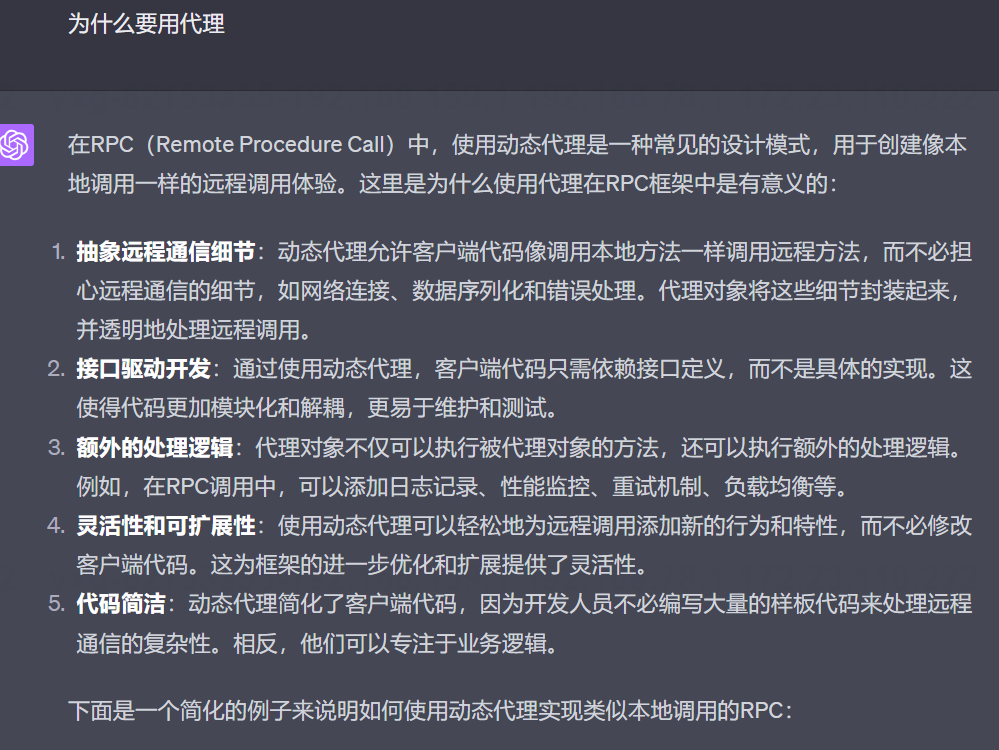 为什么要用代理
在RPC（Remote Procedure Call）中，使用动态代理是一种常见的设计模式，用于创建像本
地调用一样的远程调用体验。这里是为什么使用代理在RPC框架中是有意义的：
1. 抽象远程通信细节：动态代理允许客户端代码像调用本地方法一样调用远程方法，而不必担
心远程通信的细节，如网络连接、数据序列化和错误处理。代理对象将这些细节封装起来，
并透明地处理远程调用。
2. 接口驱动开发：通过使用动态代理，客户端代码只需依赖接口定义，而不是具体的实现。这
使得代码更加模块化和解耦，更易于维护和测试。
3. 额外的处理逻辑：代理对象不仅可以执行被代理对象的方法，还可以执行额外的处理逻辑。
例如，在RPC调用中，可以添加日志记录、性能监控、重试机制、负载均衡等。
4. 灵活性和可扩展性：使用动态代理可以轻松地为远程调用添加新的行为和特性，而不必修改
客户端代码。这为框架的进一步优化和扩展提供了灵活性。
5. 代码简洁：动态代理简化了客户端代码，因为开发人员不必编写大量的样板代码来处理远程
通信的复杂性。相反，他们可以专注于业务逻辑。
下面是一个简化的例子来说明如何使用动态代理实现类似本地调用的RPC：